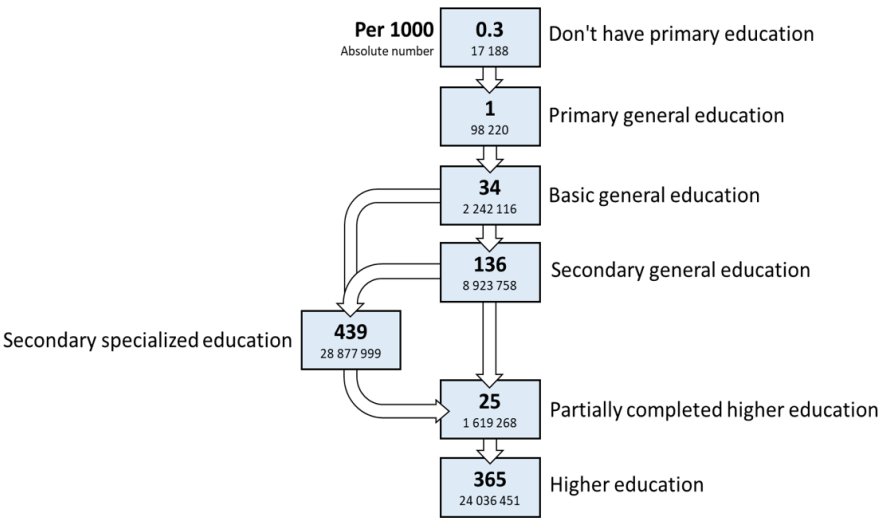 Per 1000
Absolute number
0.3
17 188
Don't have primary education
1
98 220
Primary general education
34
2 242 116
Basic general education
136
8 923 758
Secondary general education
Secondary specialized education
439
28 877 999
25
1 619 268
Partially completed higher education
365
24 036 451
Higher education